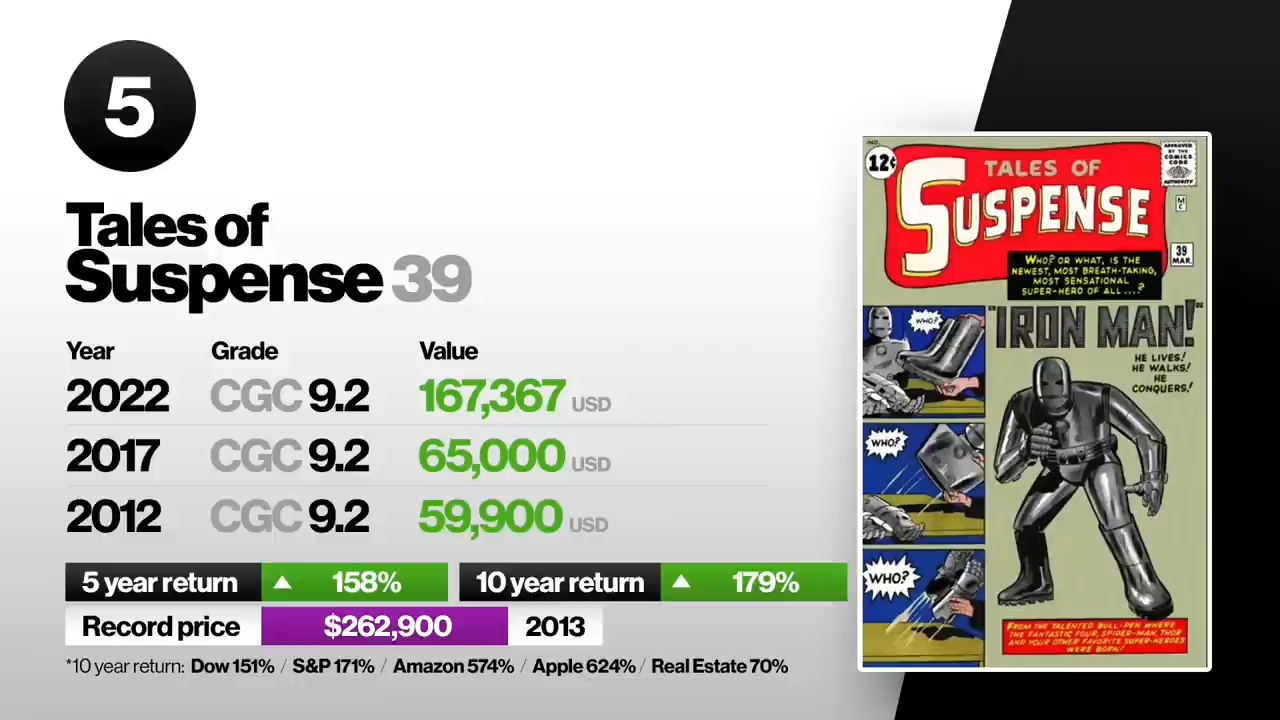 5
Tales of
Suspense 39
Year Grade Value
2022 CGC 9.2 167,367 USD
2017 CGC 9.2 65,000 USD
2012 CGC 9.2 59,900 USD
5 year return 158% 10 year return 179%
Record price $262,900 2013
*10 year return: Dow 151% / S&P 171% / Amazon 574% / Apple 624% / Real Estate 70%
IND.
12¢
TALES OF
SUSPENSE
APPROVED
BY THE
COMICS
CODE
AUTHORITY
M
C
39
MAR.
WHO? OR WHAT, IS THE
NEWEST, MOST BREATH-TAKING,
MOST SENSATIONAL
SUPER-HERO OF ALL....?
"IRON MAN!"
HE LIVES!
HE WALKS!
HE
CONQUERS!
WHO?
WHO?
WHO?
FROM THE TALENTED BULL-PEN WHERE
THE FANTASTIC FOUR, SPIDER-MAN, THOR
AND YOUR OTHER FAVORITE SUPER-HEROES
WERE BORN!